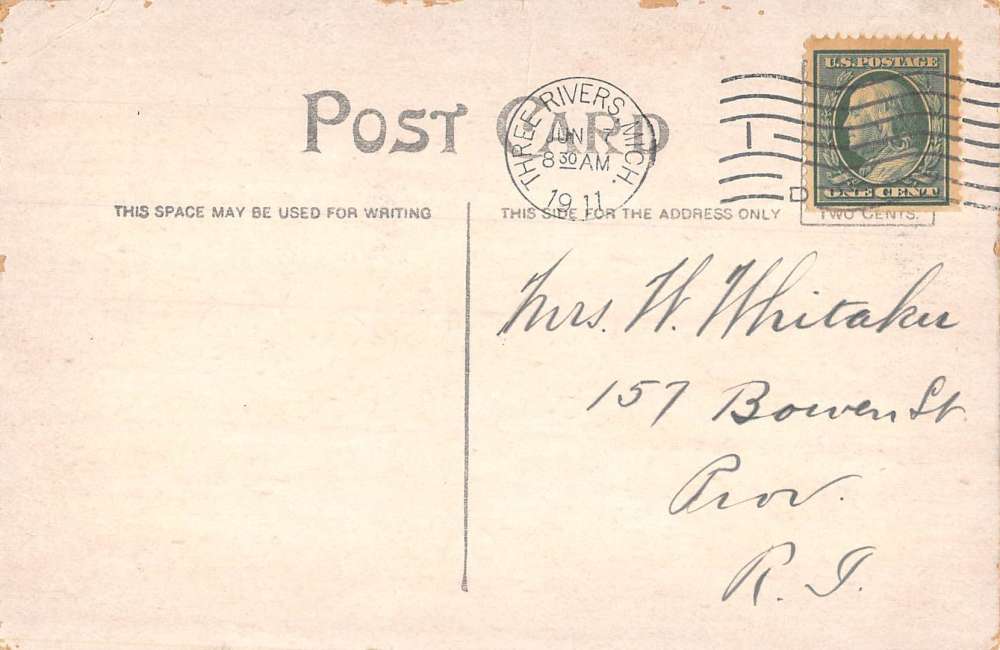 POST CARD
THREE RIVERS, MICH.
JUN 7
8 30 AM
1911
1
U.S. POSTAGE
ONE CENT
D
TWO CENTS.
THIS SPACE MAY BE USED FOR WRITING
THIS SIDE FOR THE ADDRESS ONLY
Mrs. W. Whitaker
157 Bowen St.
Prov.
R. I.